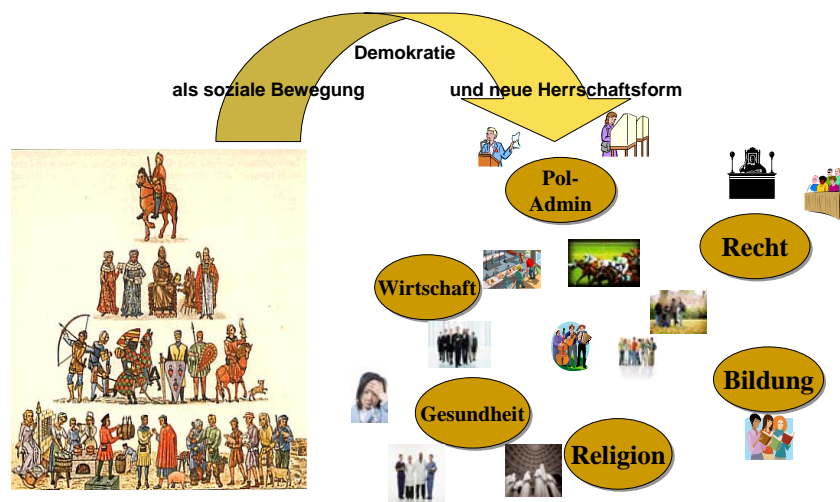 Demokratie
als soziale Bewegung
und neue Herrschaftsform
Pol-
Admin
Recht
Wirtschaft
Bildung
Gesundheit
Religion